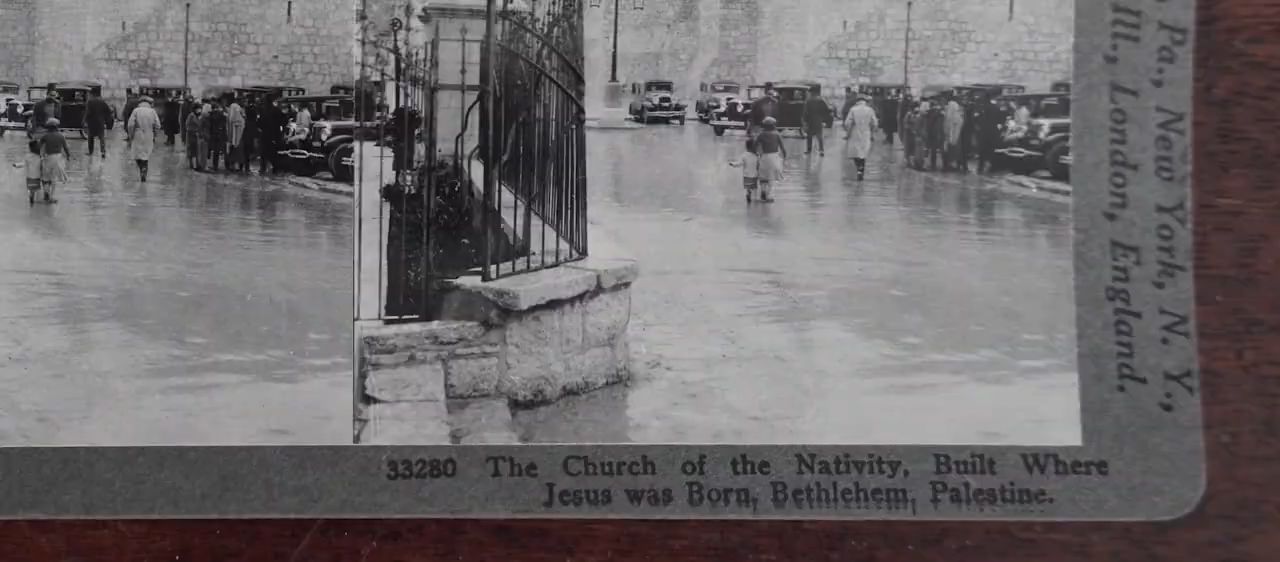 Pa., New York, N. Y.,
Ill., London, England.
33280 The Church of the Nativity, Built Where
Jesus was Born, Bethlehem, Palestine.